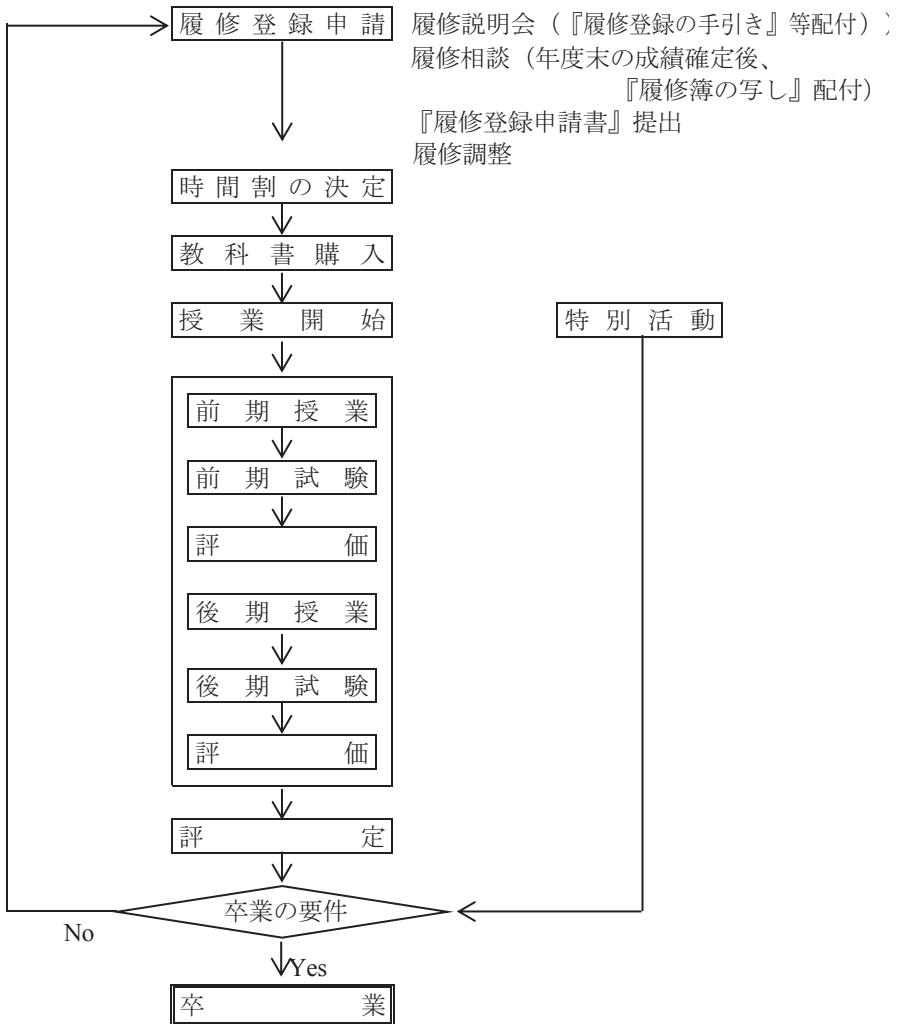 履修登録申請
履修説明会(『履修登録の手引き』等配付))
履修相談(年度末の成績確定後、
『履修簿の写し』配付)
『履修登録申請書』提出
履修調整
時間割の決定
教科書購入
授業開始
特別活動
前期授業
前期試験
評価
後期授業
後期試験
評価
評定
卒業の要件
No
Yes
卒業